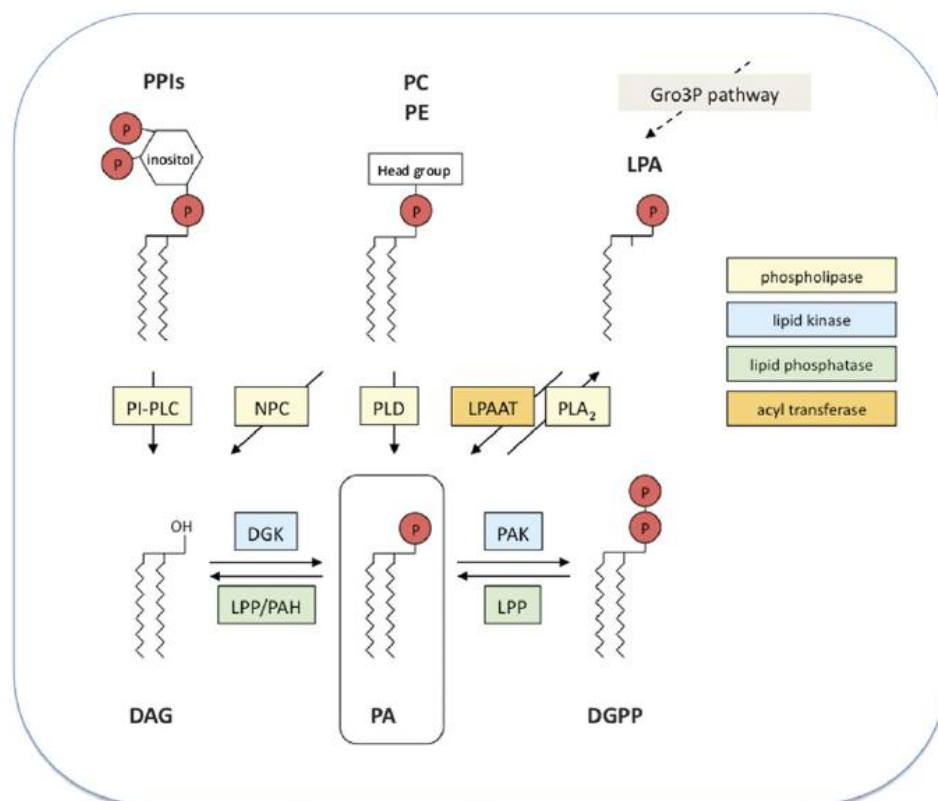 PPIs
PC
PE
Gro3P pathway
LPA
P
P
inositol
P
Head group
P
P
phospholipase
lipid kinase
lipid phosphatase
acyl transferase
PI-PLC
NPC
PLD
LPAAT
PLA2
OH
DGK
LPP/PAH
P
PAK
LPP
P
P
DAG
PA
DGPP